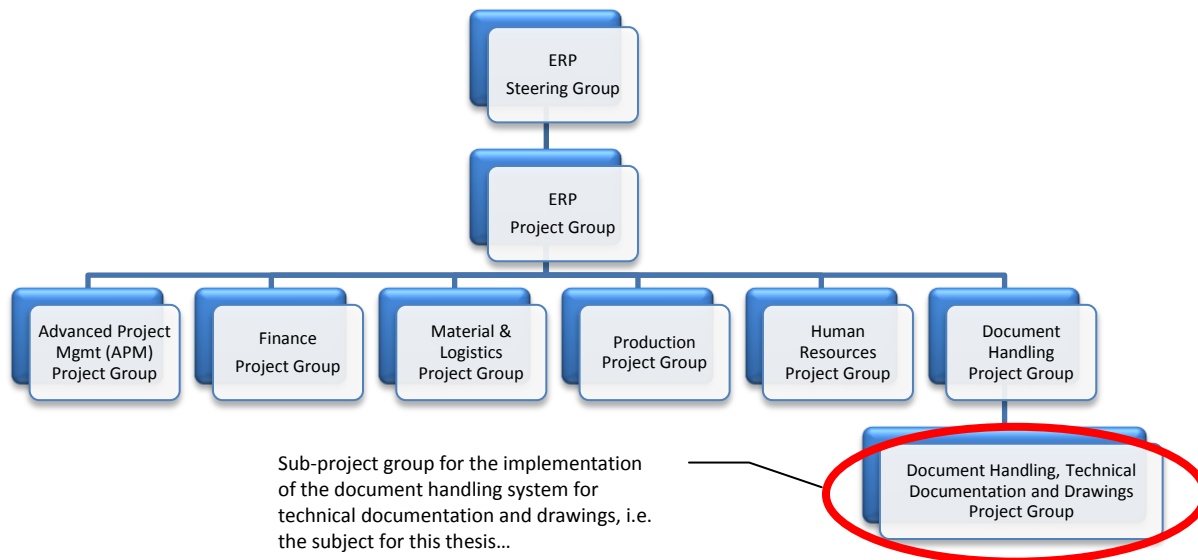 ERP
Steering Group
ERP
Project Group
Advanced Project
Mgmt (APM)
Project Group
Finance
Project Group
Material &
Logistics
Project Group
Production
Project Group
Human
Resources
Project Group
Document
Handling
Project Group
Document Handling, Technical
Documentation and Drawings
Project Group
Sub-project group for the implementation
of the document handling system for
technical documentation and drawings, i.e.
the subject for this thesis…